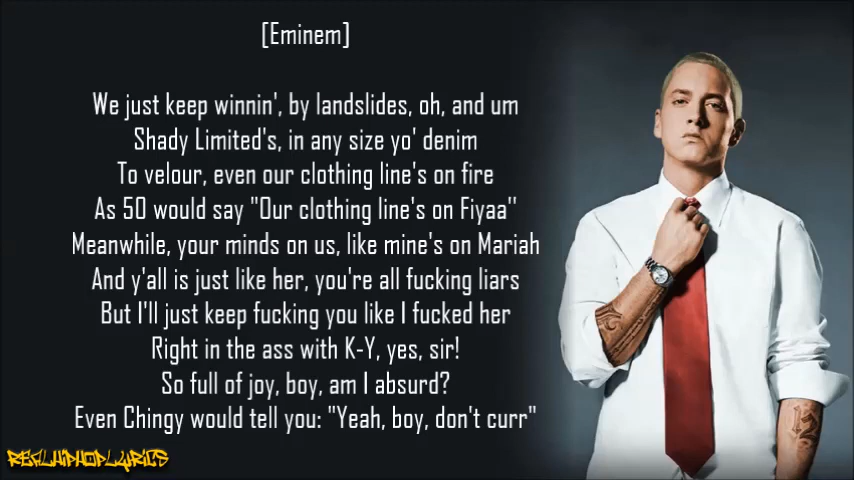 [Eminem]
We just keep winnin', by landslides, oh, and um
Shady Limited's, in any size yo' denim
To velour, even our clothing line's on fire
As 50 would say "Our clothing line's on Fiyaa"
Meanwhile, your minds on us, like mine's on Mariah
And y'all is just like her, you're all fucking liars
But I'll just keep fucking you like I fucked her
Right in the ass with K-Y, yes, sir!
So full of joy, boy, am I absurd?
Even Chingy would tell you: "Yeah, boy, don't curr"
REALHIPHOPLYRICS